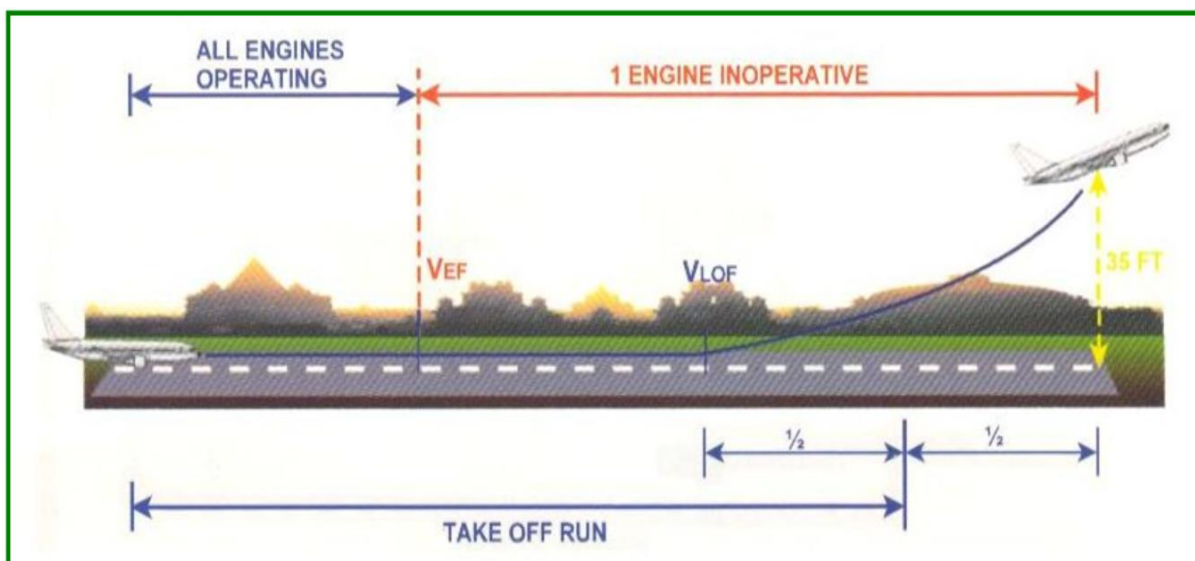 ALL ENGINES
OPERATING
1 ENGINE INOPERATIVE
VEF
VLOF
35 FT
½
½
TAKE OFF RUN